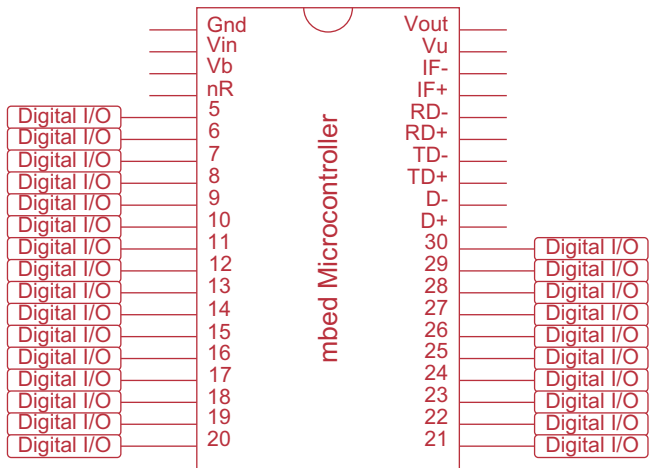 Gnd Vout
Vin Vu
Vb IF-
nR IF+
Digital I/O 5 RD-
Digital I/O 6 RD+
Digital I/O 7 TD-
Digital I/O 8 TD+
Digital I/O 9 D-
Digital I/O 10 D+
Digital I/O 11 30 Digital I/O
Digital I/O 12 29 Digital I/O
Digital I/O 13 28 Digital I/O
Digital I/O 14 27 Digital I/O
Digital I/O 15 26 Digital I/O
Digital I/O 16 25 Digital I/O
Digital I/O 17 24 Digital I/O
Digital I/O 18 23 Digital I/O
Digital I/O 19 22 Digital I/O
Digital I/O 20 21 Digital I/O
mbed Microcontroller